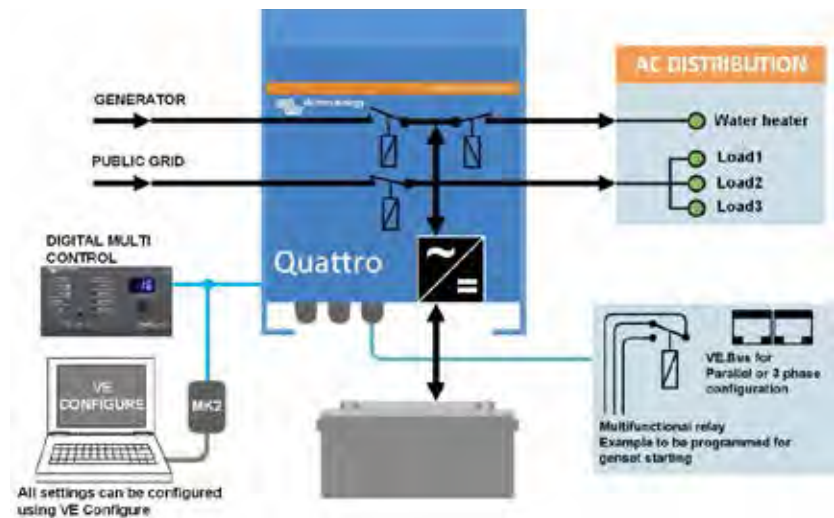 AC DISTRIBUTION
GENERATOR
Water heater
PUBLIC GRID
Load1
Load2
Load3
DIGITAL MULTI
CONTROL
Quattro
VE
CONFIGURE
MK2
VE.Bus for
Parallel or 3 phase
configuration
Multifunctional relay
Example to be programmed for
genset starting
All settings can be configured
using VE Configure